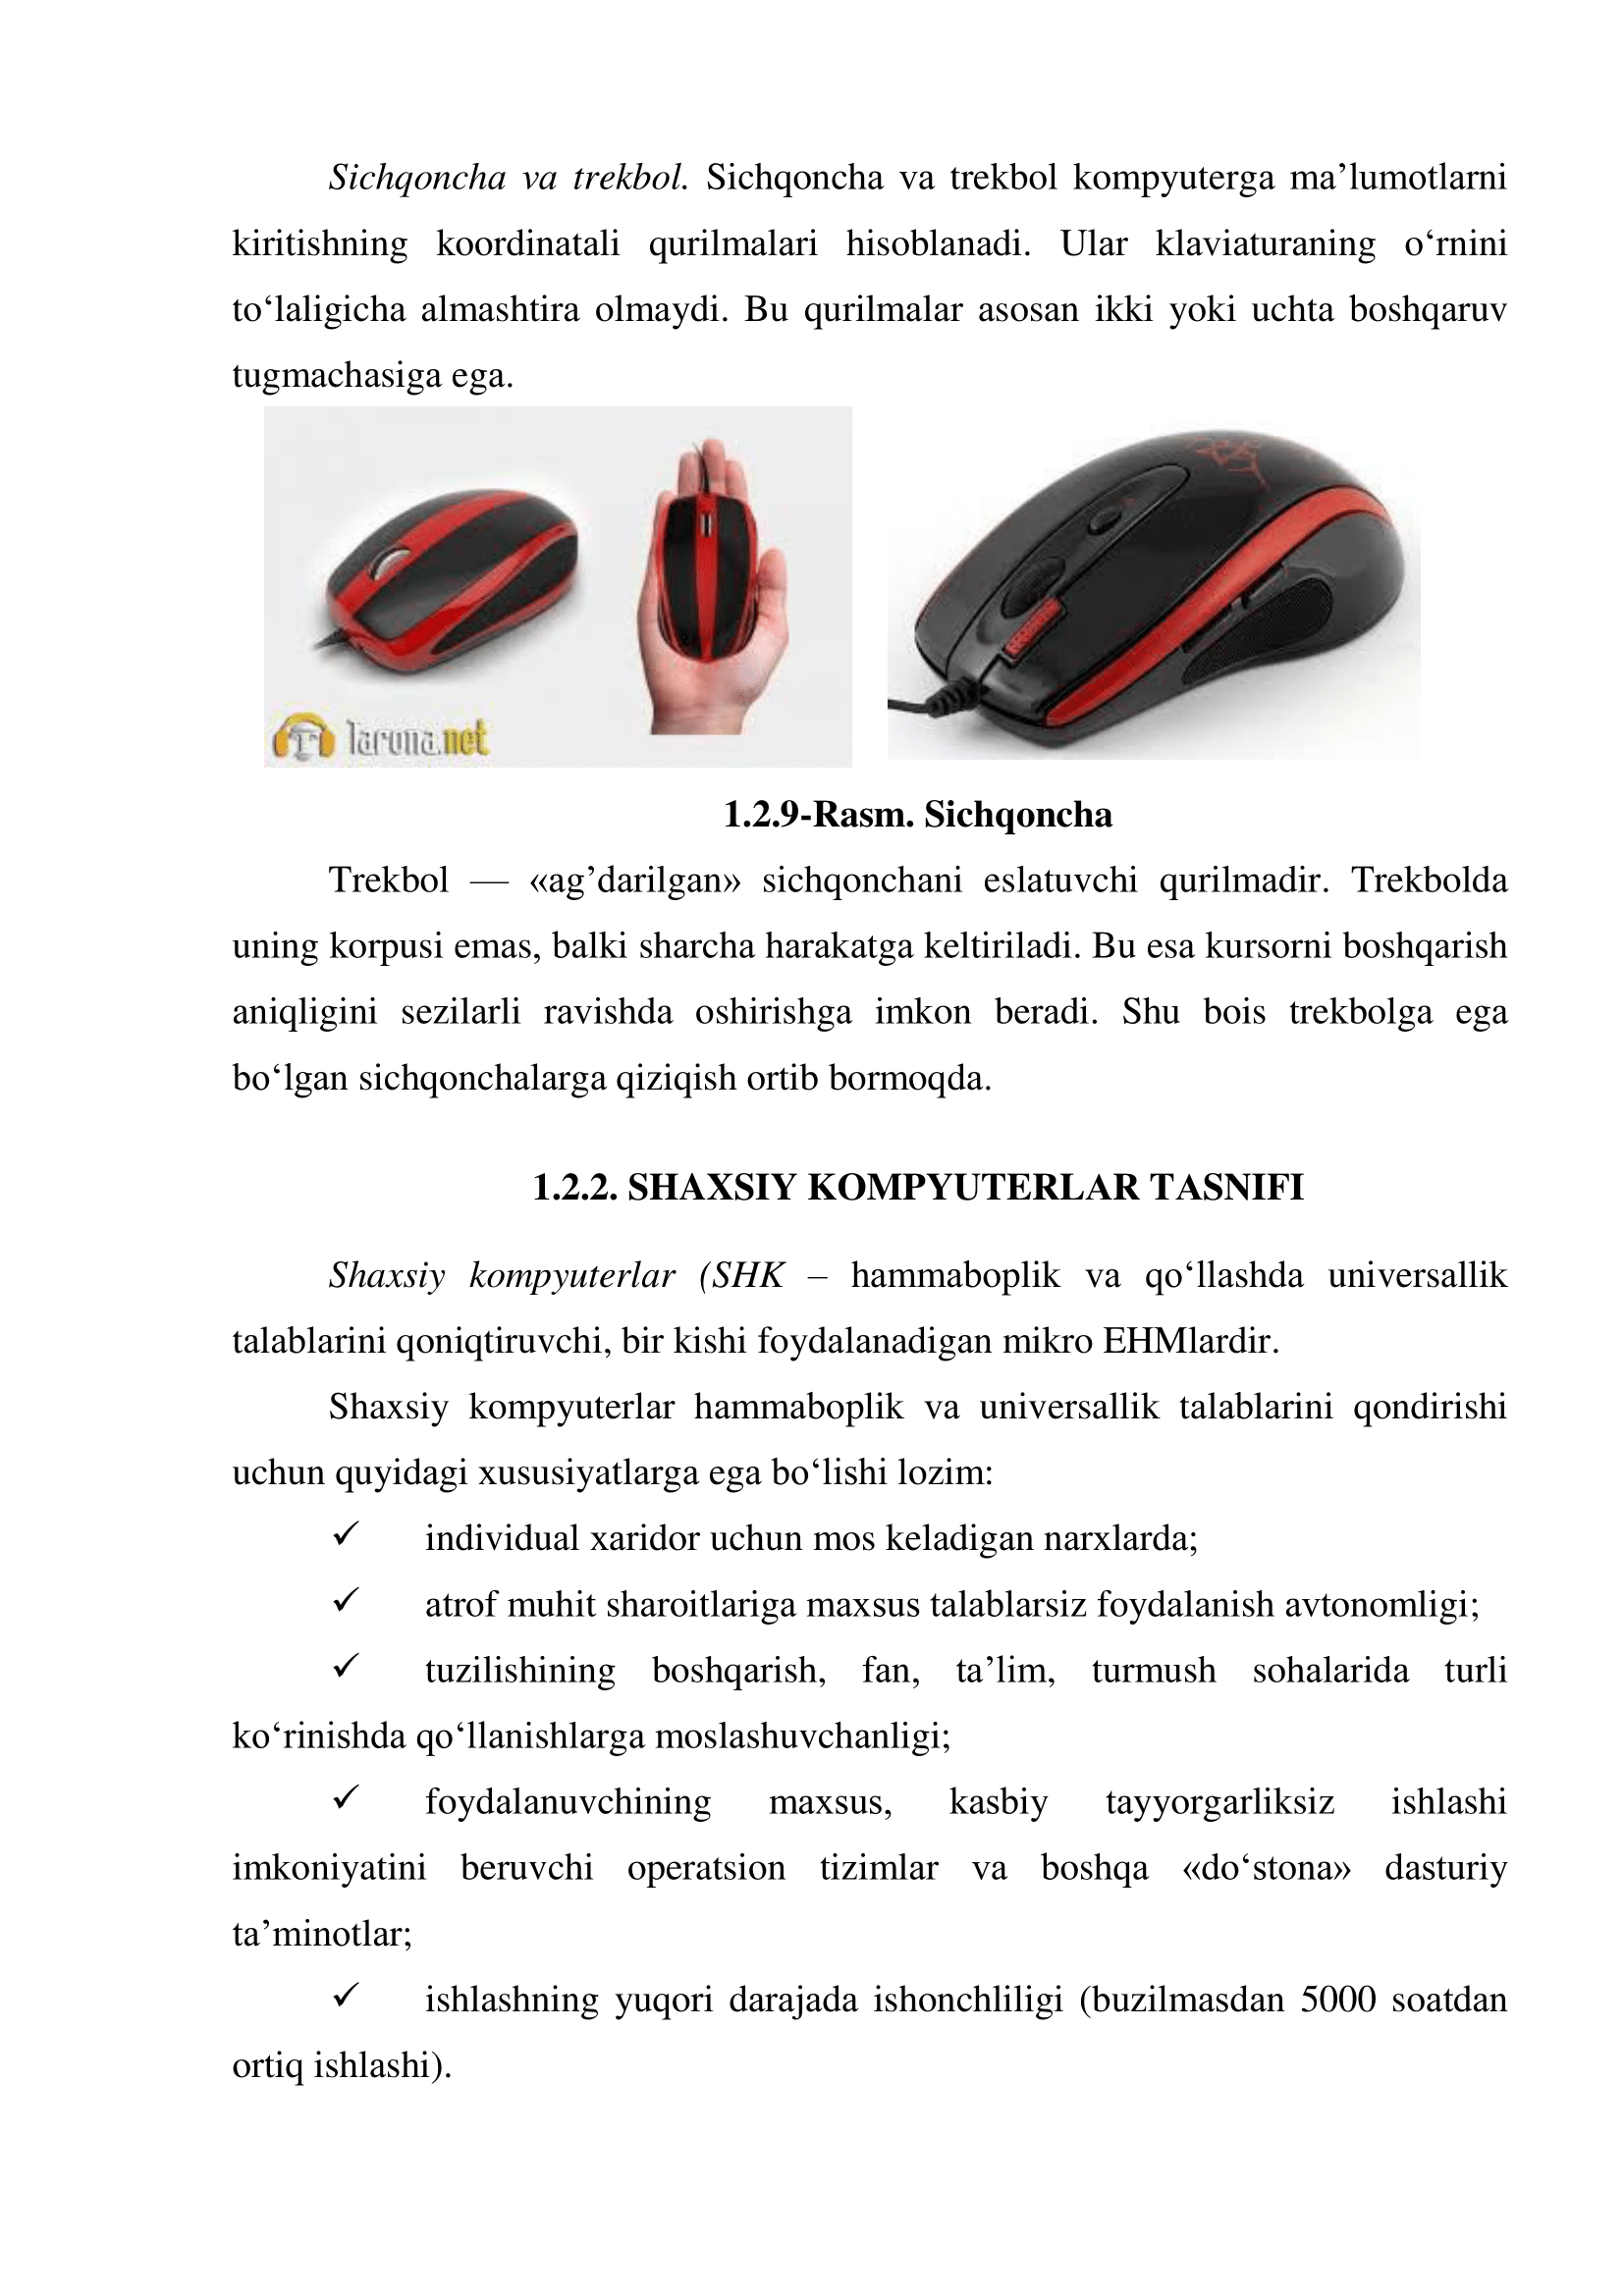 Sichqoncha va trekbol. Sichqoncha va trekbol kompyuterga ma’lumotlarni
kiritishning koordinatali qurilmalari hisoblanadi. Ular klaviaturaning o‘rnini
to‘laligicha almashtira olmaydi. Bu qurilmalar asosan ikki yoki uchta boshqaruv
tugmachasiga ega.
Tarona.net
1.2.9-Rasm. Sichqoncha
Trekbol — «ag’darilgan» sichqonchani eslatuvchi qurilmadir. Trekbolda
uning korpusi emas, balki sharcha harakatga keltiriladi. Bu esa kursorni boshqarish
aniqligini sezilarli ravishda oshirishga imkon beradi. Shu bois trekbolga ega
bo‘lgan sichqonchalarga qiziqish ortib bormoqda.
1.2.2. SHAXSIY KOMPYUTERLAR TASNIFI
Shaxsiy kompyuterlar (SHK – hammaboplik va qo‘llashda universallik
talablarini qoniqtiruvchi, bir kishi foydalanadigan mikro EHMlardir.
Shaxsiy kompyuterlar hammaboplik va universallik talablarini qondirishi
uchun quyidagi xususiyatlarga ega bo‘lishi lozim:
✓ individual xaridor uchun mos keladigan narxlarda;
✓ atrof muhit sharoitlariga maxsus talablarsiz foydalanish avtonomligi;
✓ tuzilishining boshqarish, fan, ta’lim, turmush sohalarida turli
ko‘rinishda qo‘llanishlarga moslashuvchanligi;
✓ foydalanuvchining maxsus, kasbiy tayyorgarliksiz ishlashi
imkoniyatini beruvchi operatsion tizimlar va boshqa «do‘stona» dasturiy
ta’minotlar;
✓ ishlashning yuqori darajada ishonchliligi (buzilmasdan 5000 soatdan
ortiq ishlashi).